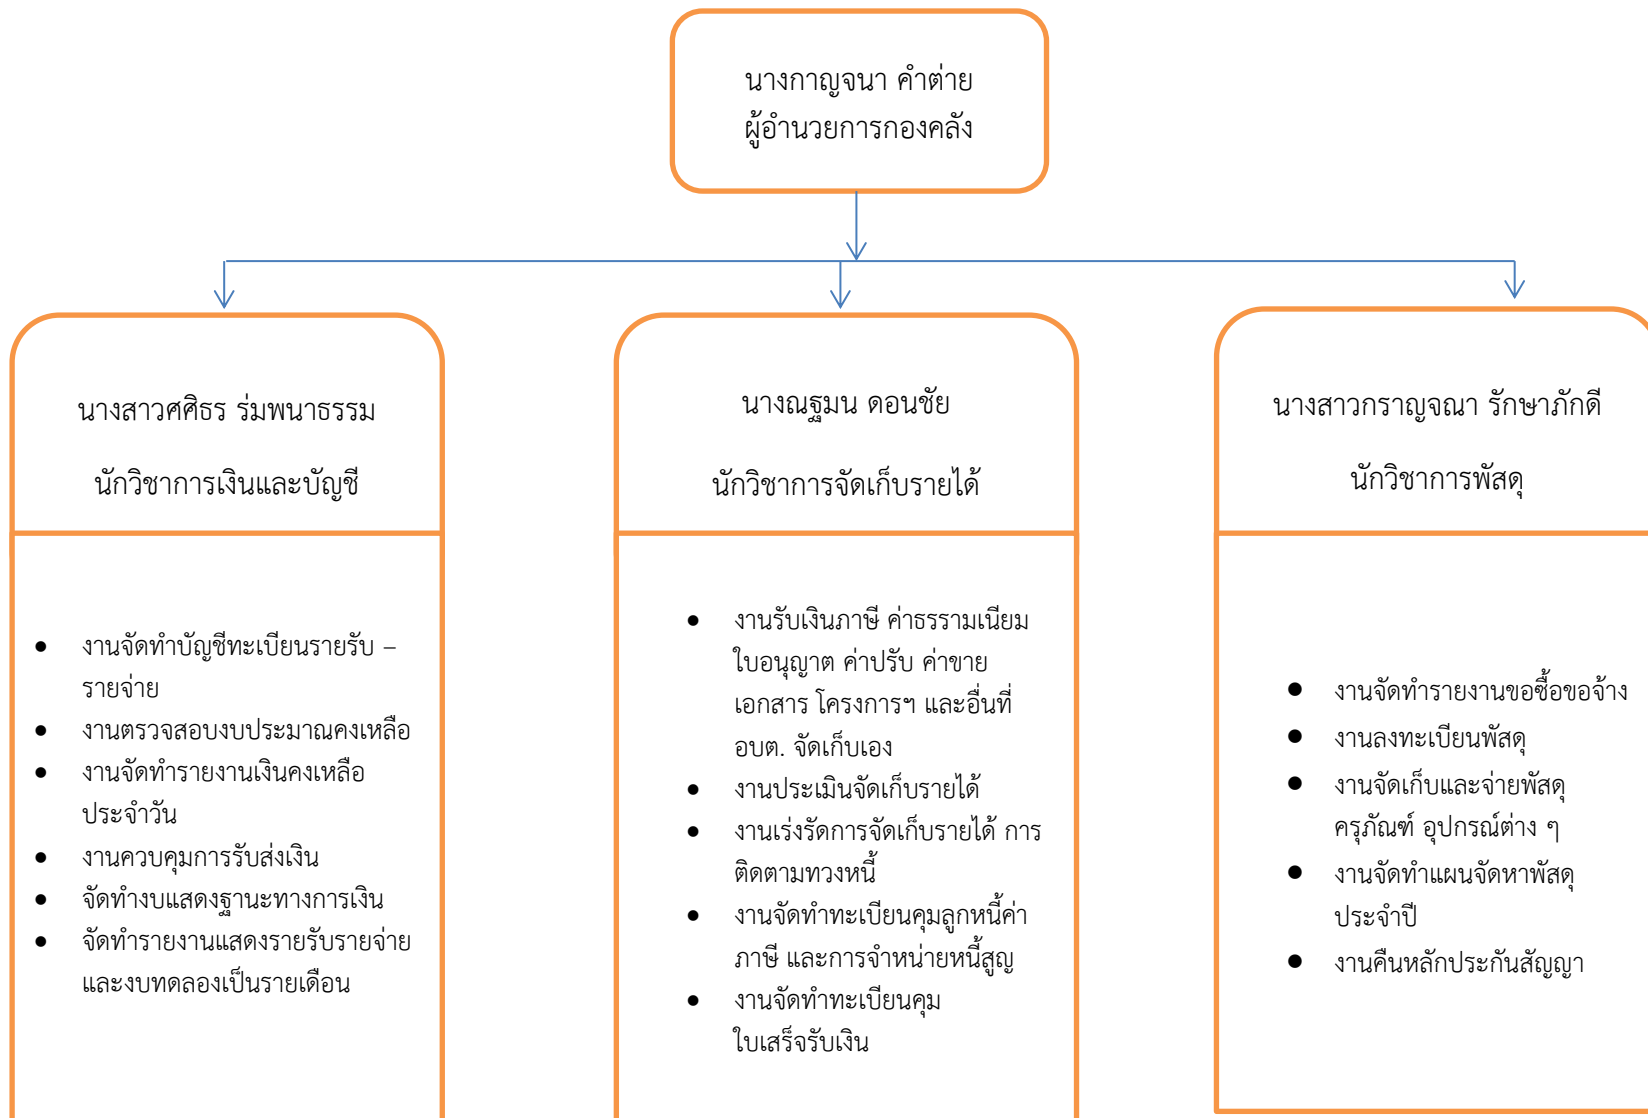 นางกาญจนา คำต่าย
ผู้อำนวยการกองคลัง
นางสาวศศิธร ร่มพนาธรรม
นักวิชาการเงินและบัญชี
• งานจัดทำบัญชีทะเบียนรายรับ –
รายจ่าย
• งานตรวจสอบงบประมาณคงเหลือ
• งานจัดทำรายงานเงินคงเหลือ
ประจำวัน
• งานควบคุมการรับส่งเงิน
• จัดทำงบแสดงฐานะทางการเงิน
• จัดทำรายงานแสดงรายรับรายจ่าย
และงบทดลองเป็นรายเดือน
นางณฐมน ดอนชัย
นักวิชาการจัดเก็บรายได้
• งานรับเงินภาษี ค่าธรรามเนียม
ใบอนุญาต ค่าปรับ ค่าขาย
เอกสาร โครงการฯ และอื่นที่
อบต. จัดเก็บเอง
• งานประเมินจัดเก็บรายได้
• งานเร่งรัดการจัดเก็บรายได้ การ
ติดตามทวงหนี้
• งานจัดทำทะเบียนคุมลูกหนี้ค่า
ภาษี และการจำหน่ายหนี้สูญ
• งานจัดทำทะเบียนคุม
ใบเสร็จรับเงิน
นางสาวกราญจณา รักษาภักดี
นักวิชาการพัสดุ
• งานจัดทำรายงานขอซื้อขอจ้าง
• งานลงทะเบียนพัสดุ
• งานจัดเก็บและจ่ายพัสดุ
ครุภัณฑ์ อุปกรณ์ต่าง ๆ
• งานจัดทำแผนจัดหาพัสดุ
ประจำปี
• งานคืนหลักประกันสัญญา